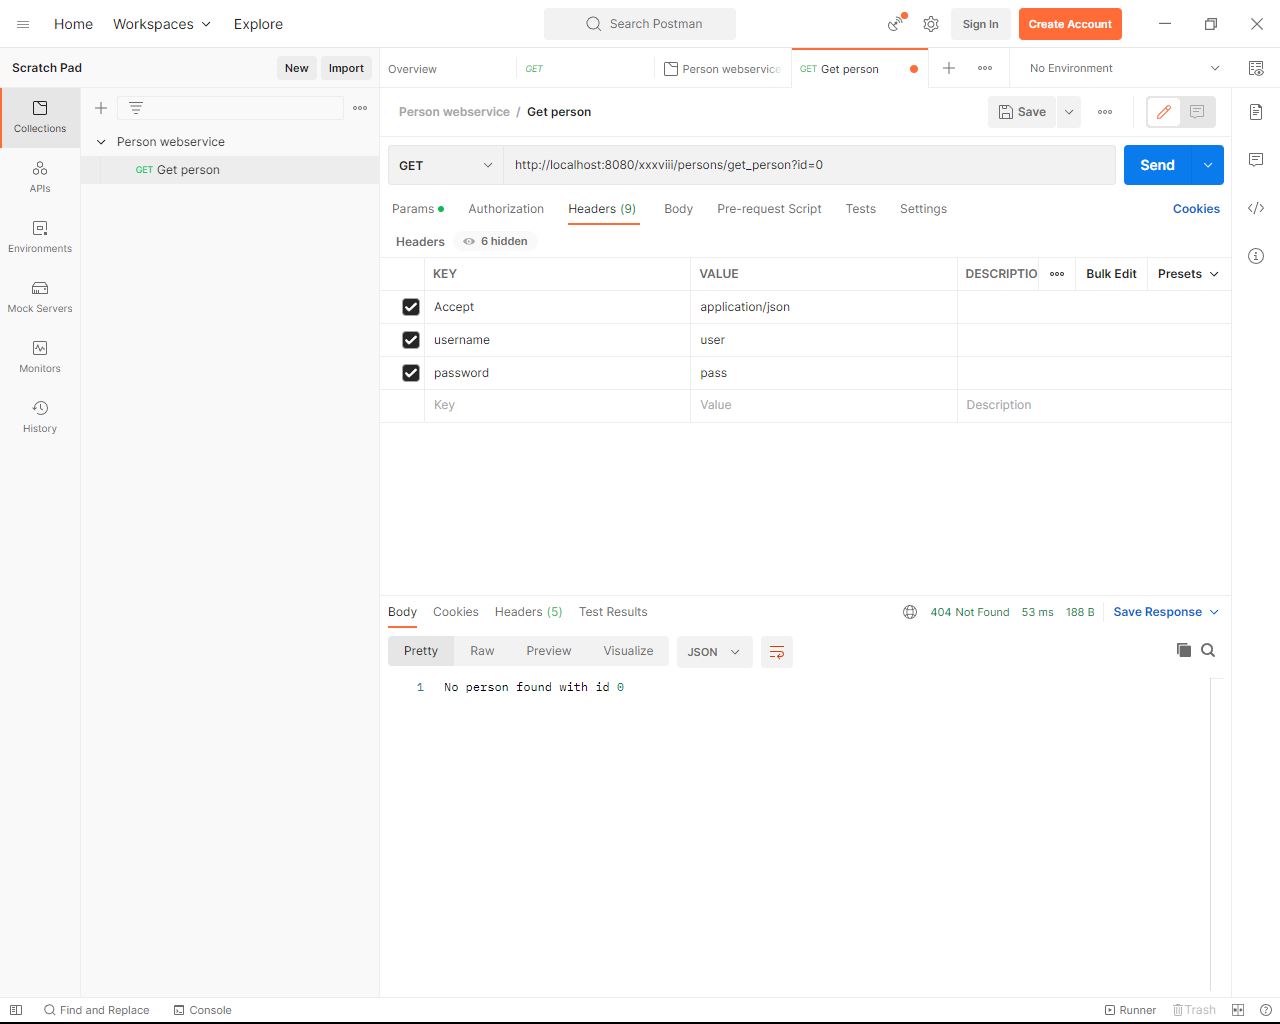 Home Workspaces Explore Search Postman Sign In Create Account
Scratch Pad New Import
Overview GET Person webservice GET Get person No Environment
Collections
APIs
Environments
Mock Servers
Monitors
History
Person webservice
GET Get person
Person webservice / Get person Save
GET http://localhost:8080/xxxviii/persons/get_person?id=0 Send
Params Authorization Headers (9) Body Pre-request Script Tests Settings Cookies
Headers 6 hidden
KEY VALUE DESCRIPTIO Bulk Edit Presets
Accept application/json
username user
password pass
Key Value Description
Body Cookies Headers (5) Test Results 404 Not Found 53 ms 188 B Save Response
Pretty Raw Preview Visualize JSON
1 No person found with id 0
Find and Replace Console Runner Trash